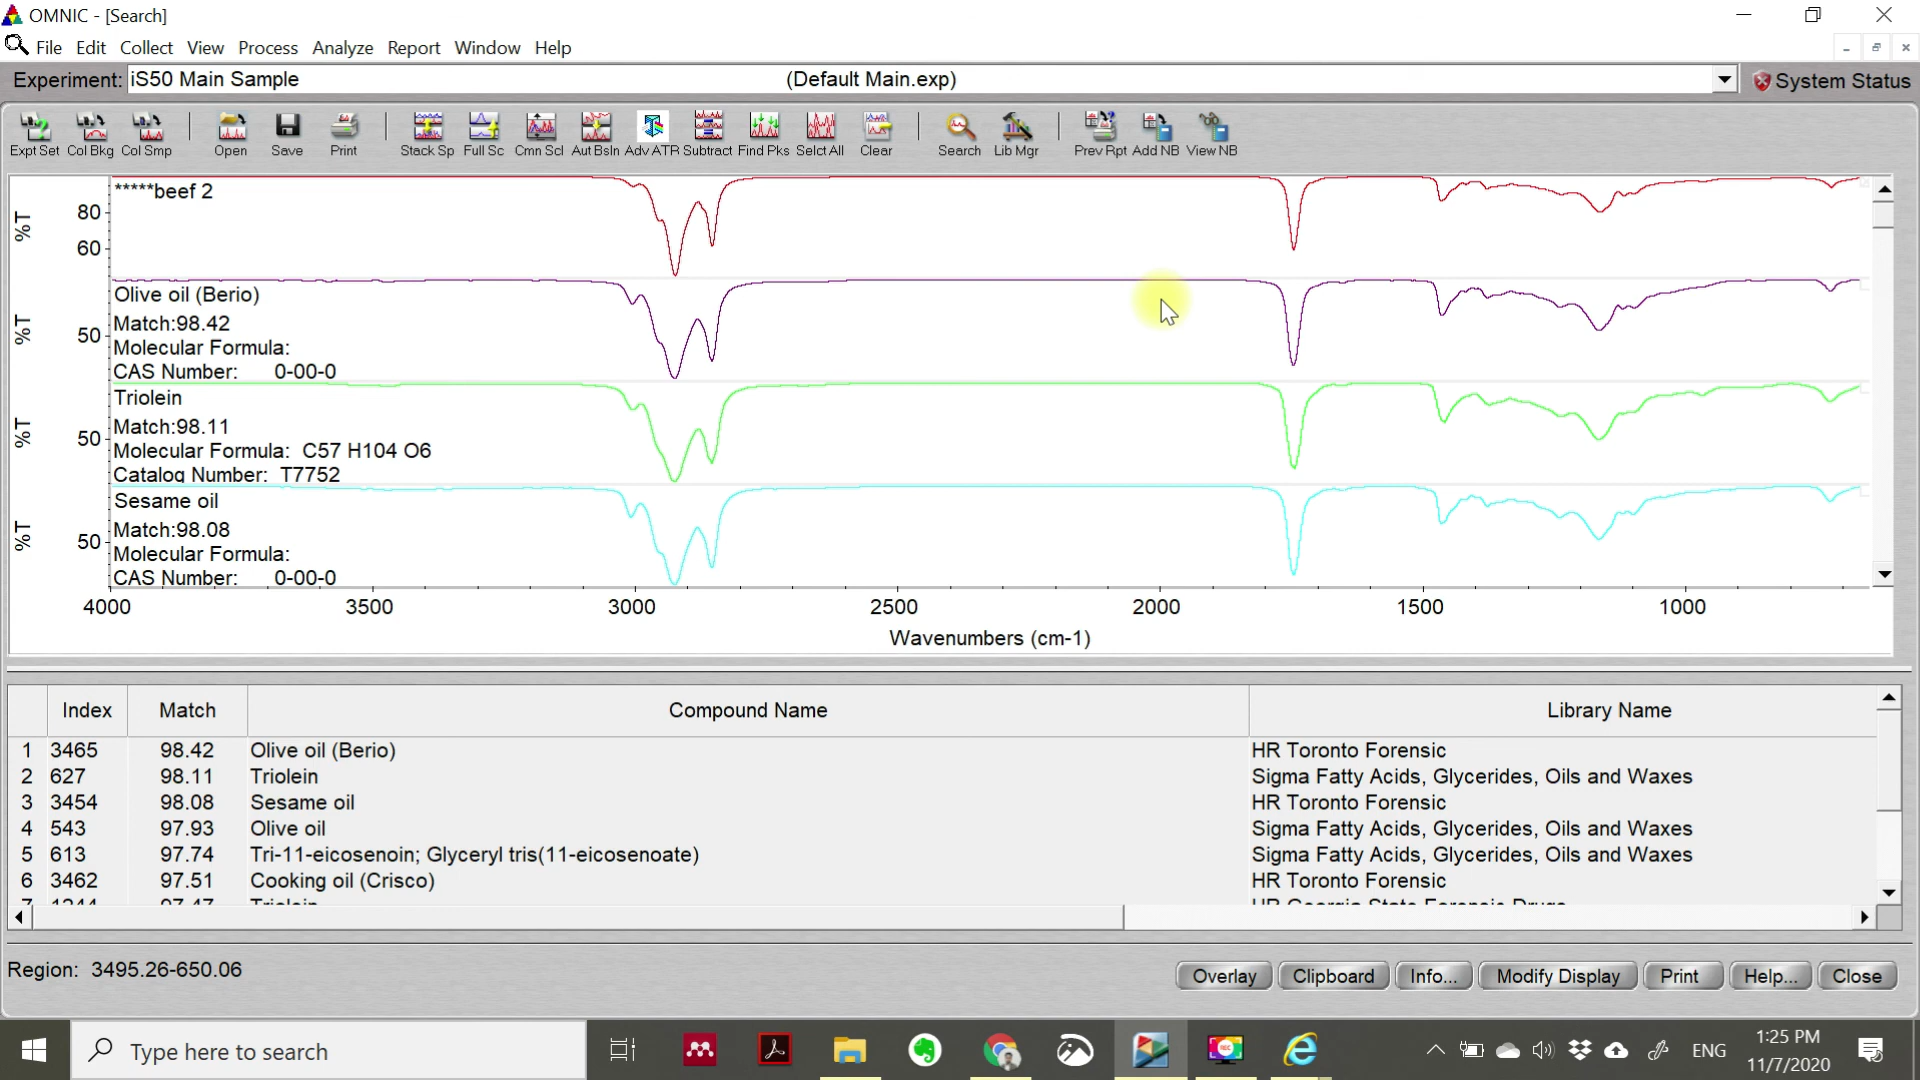 OMNIC - [Search]
File Edit Collect View Process Analyze Report Window Help
Experiment: iS50 Main Sample (Default Main.exp) System Status
Expt Set Col Bkg Col Smp Open Save Print Stack Sp Full Sc Cmn Scl Aut Bsln Adv ATR Subtract Find Pks Selct All Clear Search Lib Mgr Prev Rpt Add NB View NB
*****beef 2
%T 80
60
Olive oil (Berio)
Match:98.42
%T 50
Molecular Formula:
CAS Number: 0-00-0
Triolein
Match:98.11
%T 50
Molecular Formula: C57 H104 O6
Catalog Number: T7752
Sesame oil
Match:98.08
%T 50
Molecular Formula:
CAS Number: 0-00-0
4000 3500 3000 2500 2000 1500 1000
Wavenumbers (cm-1)
Index Match Compound Name Library Name
1 3465 98.42 Olive oil (Berio) HR Toronto Forensic
2 627 98.11 Triolein Sigma Fatty Acids, Glycerides, Oils and Waxes
3 3454 98.08 Sesame oil HR Toronto Forensic
4 543 97.93 Olive oil Sigma Fatty Acids, Glycerides, Oils and Waxes
5 613 97.74 Tri-11-eicosenoin; Glyceryl tris(11-eicosenoate) Sigma Fatty Acids, Glycerides, Oils and Waxes
6 3462 97.51 Cooking oil (Crisco) HR Toronto Forensic
7 1244 97.47 Triolein HR Georgia State Forensic Drugs
Region: 3495.26-650.06
Overlay Clipboard Info... Modify Display Print Help... Close
Type here to search
ENG
1:25 PM
11/7/2020